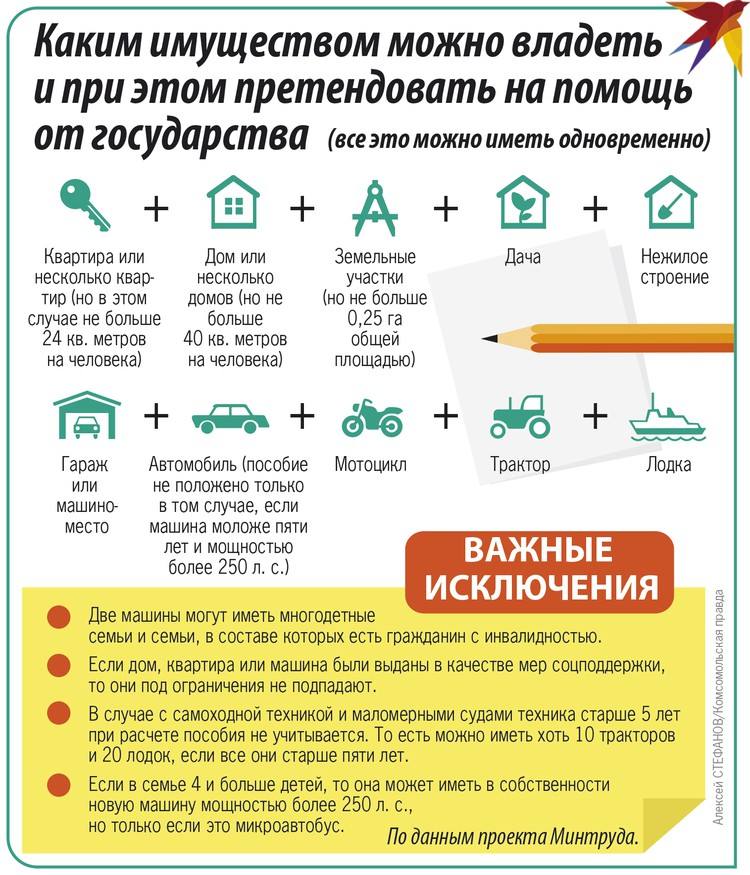 Каким имуществом можно владеть
и при этом претендовать на помощь
от государства (все это можно иметь одновременно)
Квартира или
несколько квар-
тир (но в этом
случае не больше
24 кв. метров
на человека)
+
Дом или
несколько
домов (но не
больше
40 кв. метров
на человека)
+
Земельные
участки
(но не больше
0,25 га
общей
площадью)
+
Дача
+
Нежилое
строение
Гараж
или
машино-
место
+
Автомобиль (пособие
не положено только
в том случае, если
машина моложе пяти
лет и мощностью
более 250 л. с.)
+
Мотоцикл
+
Трактор
+
Лодка
ВАЖНЫЕ
ИСКЛЮЧЕНИЯ
Две машины могут иметь многодетные
семьи и семьи, в составе которых есть гражданин с инвалидностью.
Если дом, квартира или машина были выданы в качестве мер соцподдержки,
то они под ограничения не подпадают.
В случае с самоходной техникой и маломерными судами техника старше 5 лет
при расчете пособия не учитывается. То есть можно иметь хоть 10 тракторов
и 20 лодок, если все они старше пяти лет.
Если в семье 4 и больше детей, то она может иметь в собственности
новую машину мощностью более 250 л. с.,
но только если это микроавтобус.
По данным проекта Минтруда.
Алексей СТЕФАНОВ/Комсомольская правда